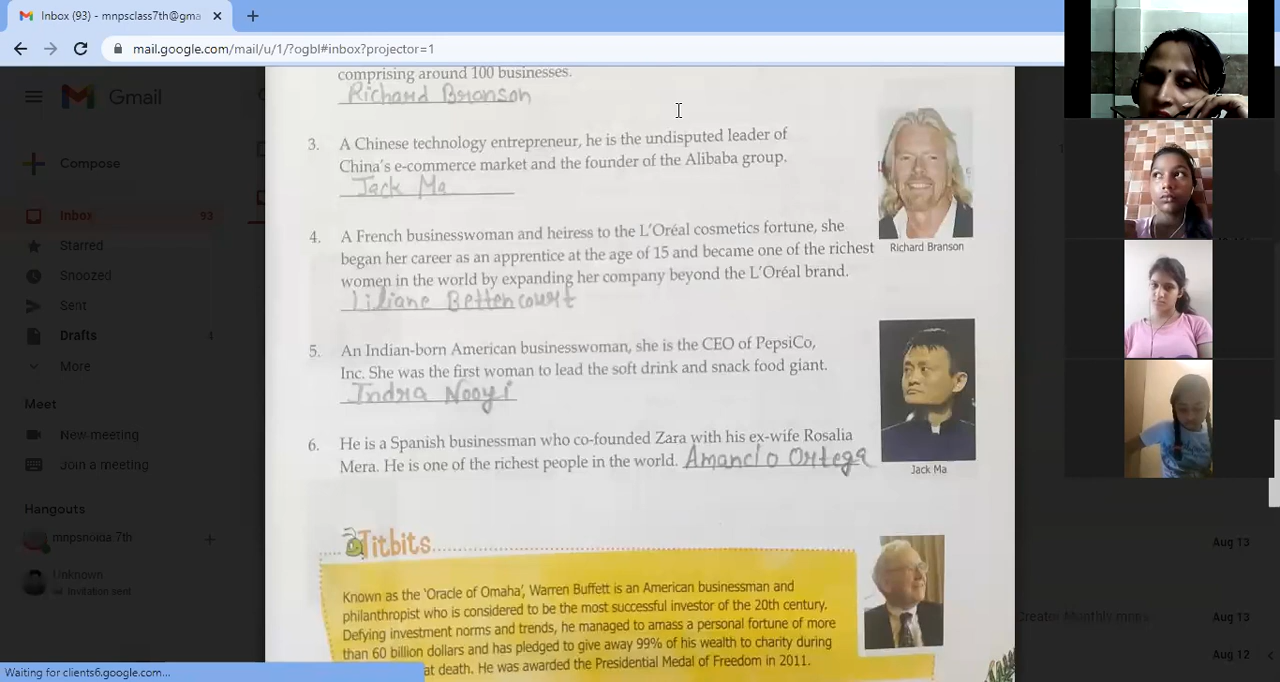 Inbox (93) - mnpsclass7th@gma
mail.google.com/mail/u/1/?ogbl#inbox?projector=1
Gmail
Compose
Inbox 93
Starred
Snoozed
Sent
Drarts
More
Meet
New meeting
Join a meeting
Hangouts
mnpsnoida.7th
Unknown
Invitation sent
Waiting for clients6.google.com...
comprising around 100 businesses.
Richard Branson
3. A Chinese technology entrepreneur, he is the undisputed leader of
China's e-commerce market and the founder of the Alibaba group.
Jack Ma
4. A French businesswoman and heiress to the L'Oréal cosmetics fortune, she
began her career as an apprentice at the age of 15 and became one of the richest
women in the world by expanding her company beyond the L'Oréal brand.
Liliane Bettencourt
5. An Indian-born American businesswoman, she is the CEO of PepsiCo,
Inc. She was the first woman to lead the soft drink and snack food giant.
Indra Nooyi
6. He is a Spanish businessman who co-founded Zara with his ex-wife Rosalia
Mera. He is one of the richest people in the world. Amancio Ortega
Richard Branson
Jack Ma
Titbits
Known as the 'Oracle of Omaha', Warren Buffett is an American businessman and
philanthropist who is considered to be the most successful investor of the 20th century.
Defying investment norms and trends, he managed to amass a personal fortune of more
than 60 billion dollars and has pledged to give away 99% of his wealth to charity during
at death. He was awarded the Presidential Medal of Freedom in 2011.
Aug 13
Creator Monthly
Aug 13
Aug 12